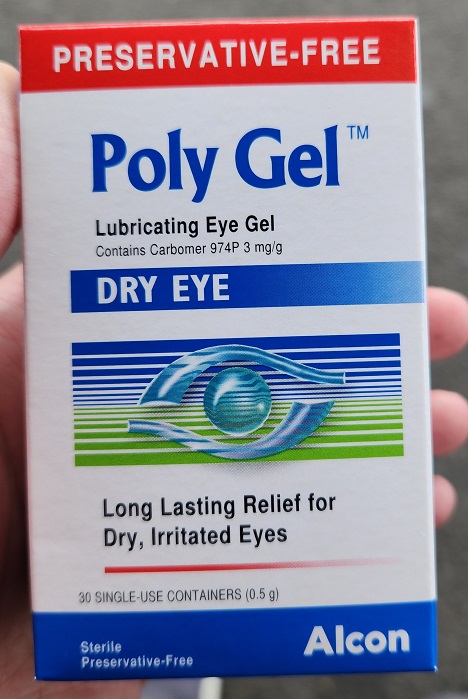 PRESERVATIVE-FREE
Poly Gel™
Lubricating Eye Gel
Contains Carbomer 974P 3 mg/g
DRY EYE
Long Lasting Relief for
Dry, Irritated Eyes
30 SINGLE-USE CONTAINERS (0.5 g)
Sterile
Preservative-Free
Alcon